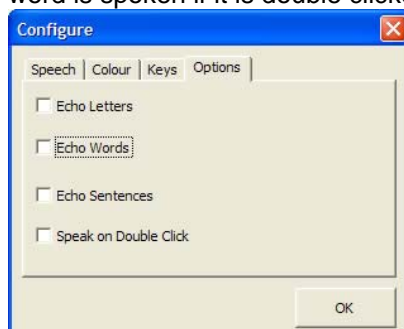 word is spoken if it is double click
Configure
Speech Colour Keys Options
Echo Letters
Echo Words
Echo Sentences
Speak on Double Click
OK